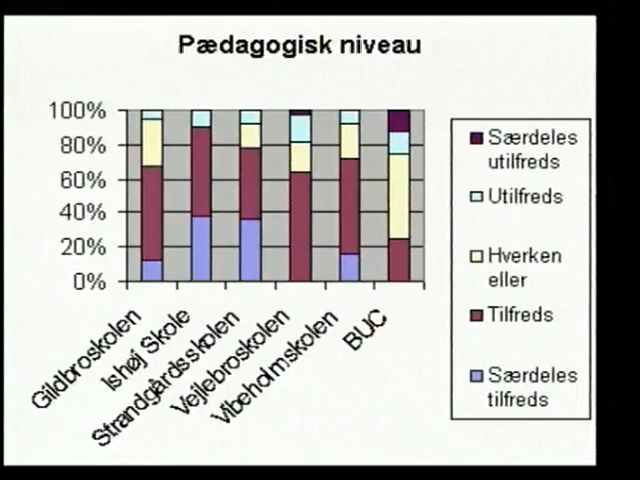 Pædagogisk niveau
100%
80%
60%
40%
20%
0%
Gildbroskolen
Ishøj Skole
Strandgårdsskolen
Vejlebroskolen
Vibeholmskolen
BUC
Særdeles
utilfreds
Utilfreds
Hverken
eller
Tilfreds
Særdeles
tilfreds